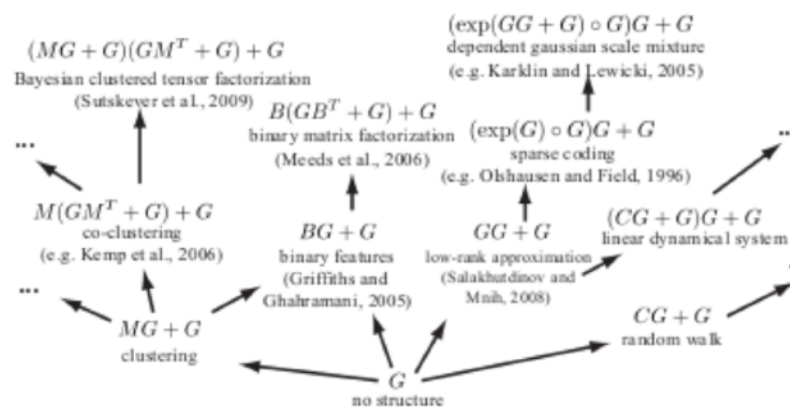 (exp(GG + G) ∘ G)G + G
dependent gaussian scale mixture
(e.g. Karklin and Lewicki, 2005)
(MG + G)(GM^T + G) + G
Bayesian clustered tensor factorization
(Sutskever et al., 2009)
B(GB^T + G) + G
binary matrix factorization
(Meeds et al., 2006)
(exp(G) ∘ G)G + G
sparse coding
(e.g. Olshausen and Field, 1996)
...
...
M(GM^T + G) + G
co-clustering
(e.g. Kemp et al., 2006)
BG + G
binary features
(Griffiths and
Ghahramani, 2005)
GG + G
low-rank approximation
(Salakhutdinov and
Mnih, 2008)
(CG + G)G + G
linear dynamical system
...
MG + G
clustering
CG + G
random walk
G
no structure